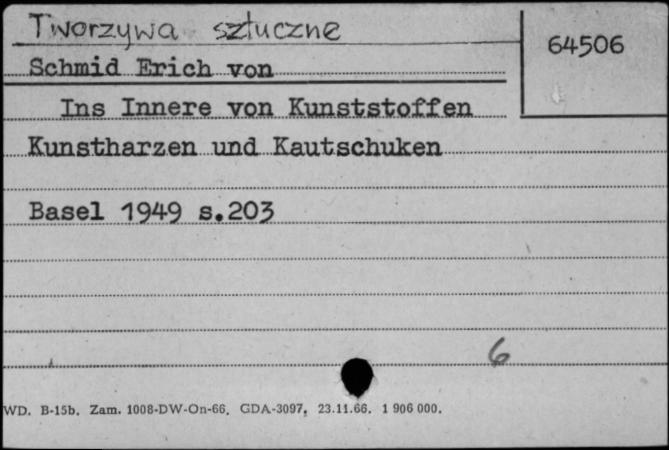 Tworzywa sztuczne
64506
Schmid Erich von
Ins Innere von Kunststoffen
Kunstharzen und Kautschuken
Basel 1949 s.203
6
WD. B-15b. Zam. 1008-DW-On-66. GDA-3097, 23.11.66. 1 906 000.